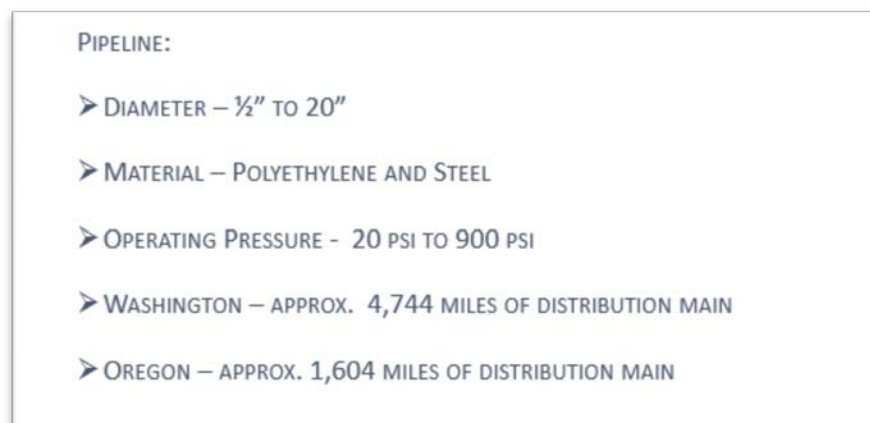 PIPELINE:
➢ DIAMETER – ½” TO 20”
➢ MATERIAL – POLYETHYLENE AND STEEL
➢ OPERATING PRESSURE - 20 PSI TO 900 PSI
➢ WASHINGTON – APPROX. 4,744 MILES OF DISTRIBUTION MAIN
➢ OREGON – APPROX. 1,604 MILES OF DISTRIBUTION MAIN